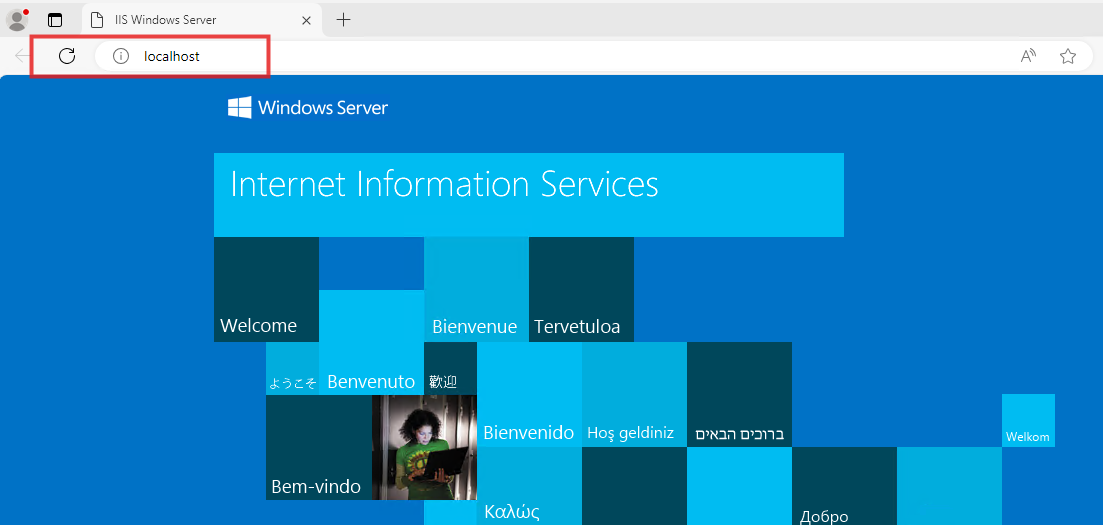 IIS Windows Server
localhost
Windows Server
Internet Information Services
Welcome
Bienvenue
Tervetuloa
ようこそ
Benvenuto
歡迎
Bienvenido
Hoş geldiniz
ברוכים הבאים
Welkom
Bem-vindo
Καλώς
Добро